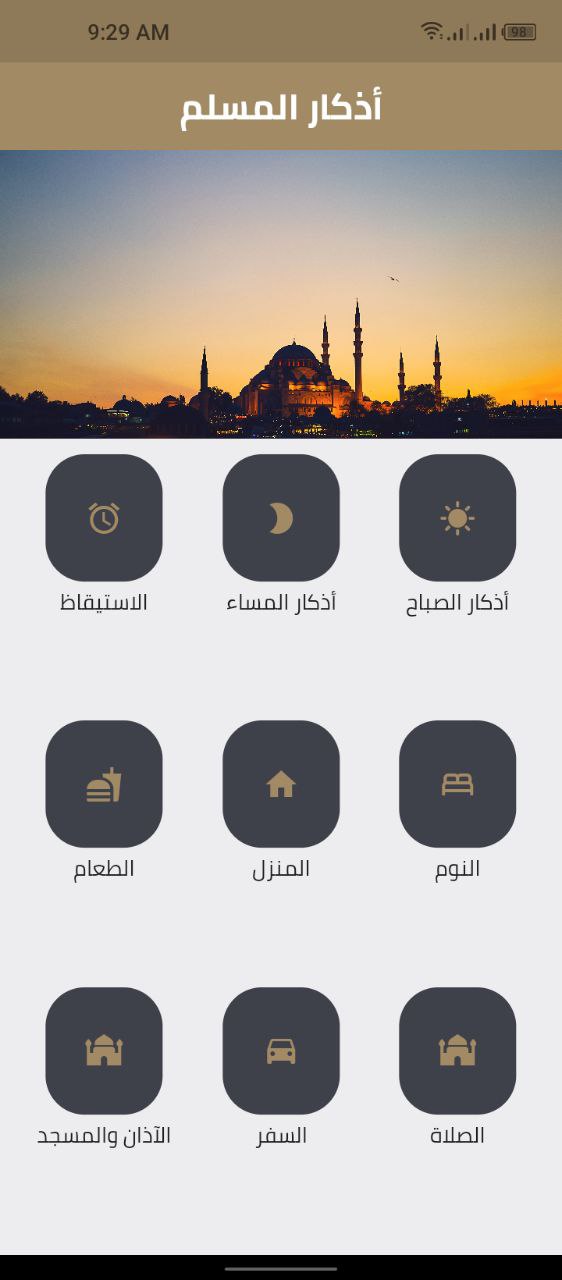 9:29 AM
98
أذكار المسلم
أذكار الصباح
أذكار المساء
الاستيقاظ
النوم
المنزل
الطعام
الصلاة
السفر
الآذان والمسجد